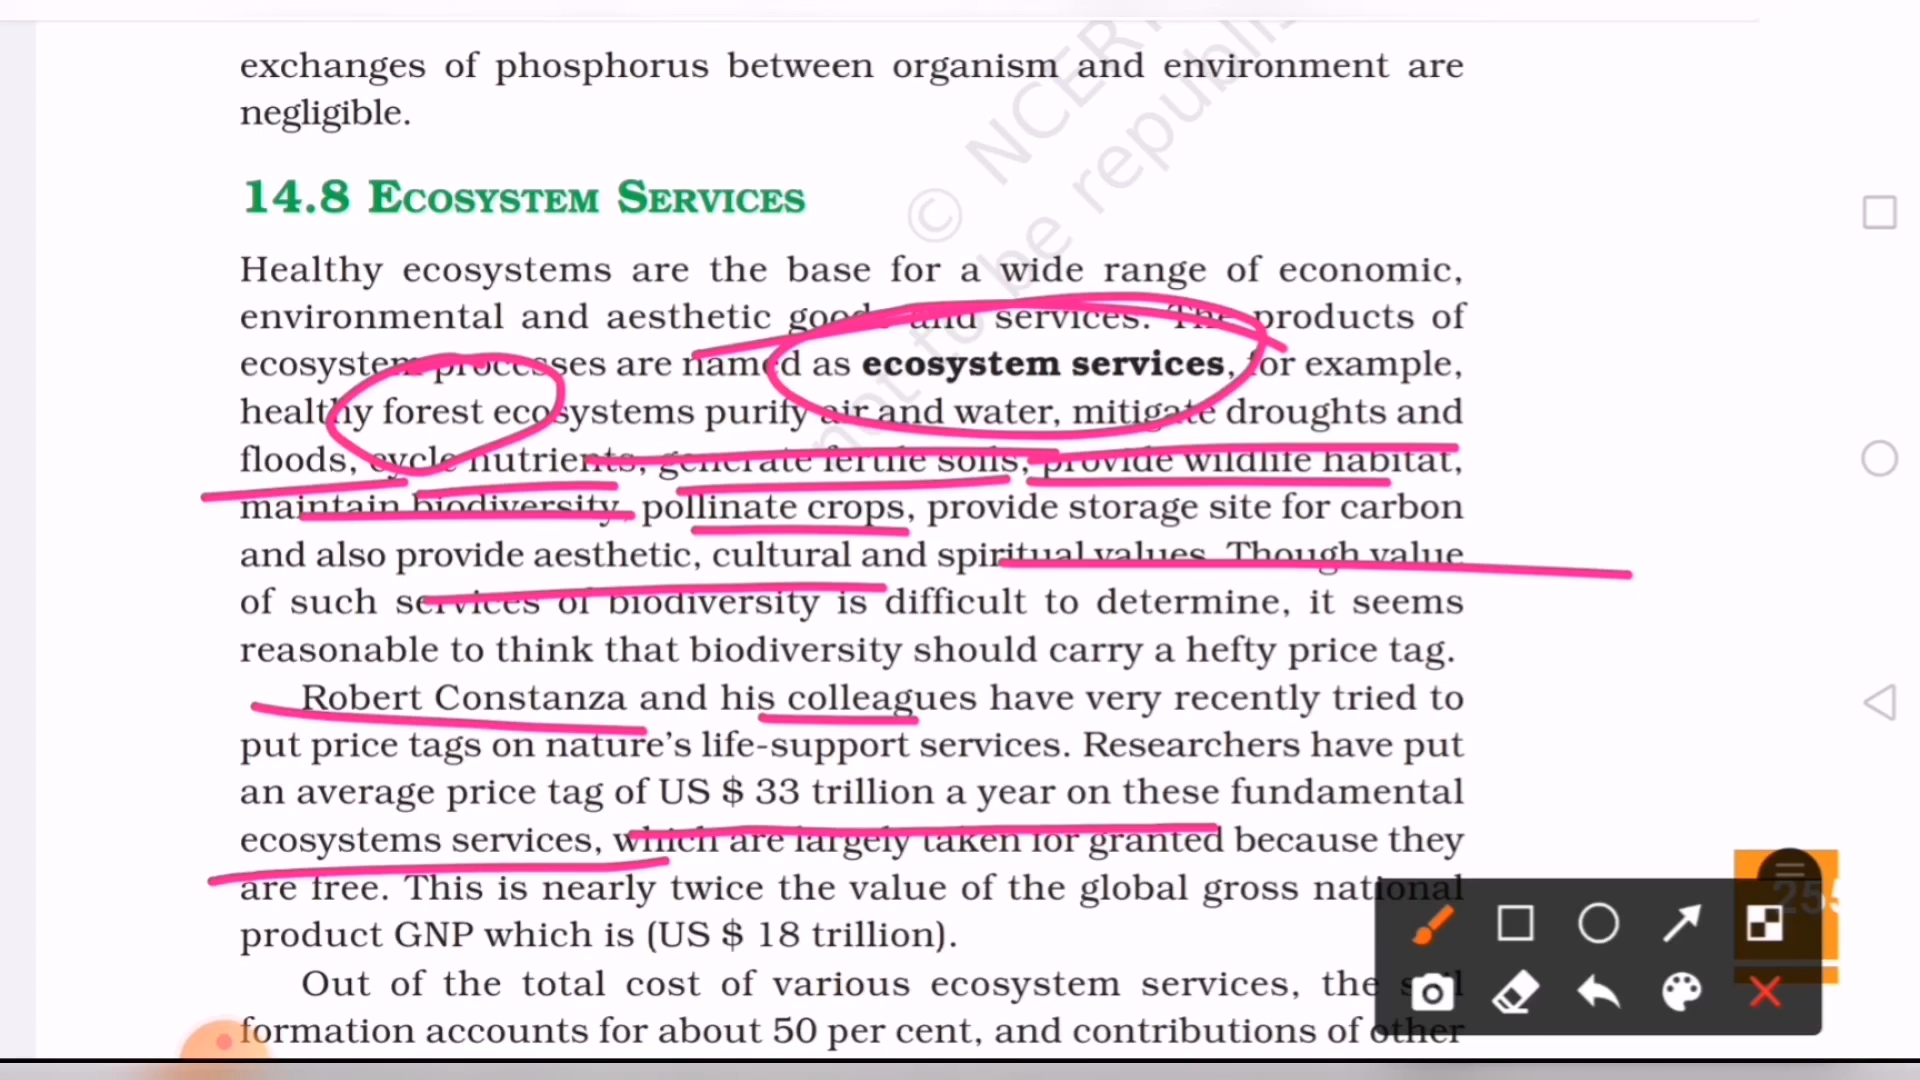 exchanges of phosphorus between organism and environment are
negligible.
14.8 ECOSYSTEM SERVICES
Healthy ecosystems are the base for a wide range of economic,
environmental and aesthetic goods and services. The products of
ecosystem processes are named as ecosystem services, for example,
healthy forest ecosystems purify air and water, mitigate droughts and
floods, cycle nutrients, generate fertile soils, provide wildlife habitat,
maintain biodiversity, pollinate crops, provide storage site for carbon
and also provide aesthetic, cultural and spiritual values. Though value
of such services of biodiversity is difficult to determine, it seems
reasonable to think that biodiversity should carry a hefty price tag.
Robert Constanza and his colleagues have very recently tried to
put price tags on nature's life-support services. Researchers have put
an average price tag of US $ 33 trillion a year on these fundamental
ecosystems services, which are largely taken for granted because they
are free. This is nearly twice the value of the global gross national
product GNP which is (US $ 18 trillion).
Out of the total cost of various ecosystem services, the soil
formation accounts for about 50 per cent, and contributions of other
© NCERT
not to be republis